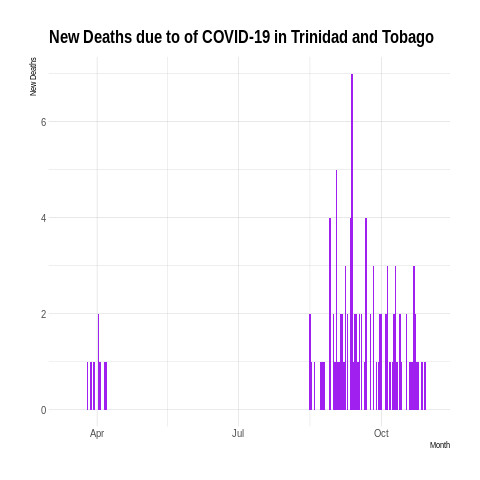 New Deaths due to of COVID-19 in Trinidad and Tobago
New Deaths
6
4
2
0
Apr
Jul
Oct
Month